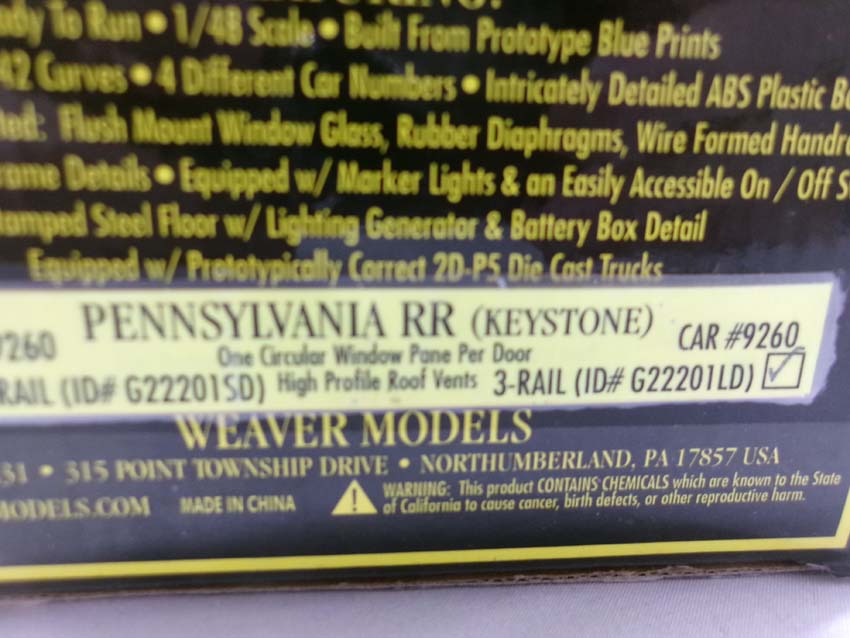 dy To Run • 1/48 Scale • Built From Prototype Blue Prints
42 Curves • 4 Different Car Numbers • Intricately Detailed ABS Plastic Bo
ted: Flush Mount Window Glass, Rubber Diaphragms, Wire Formed Handr
rame Details • Equipped w/ Marker Lights & an Easily Accessible On / Off S
tamped Steel Floor w/ Lighting Generator & Battery Box Detail
Equipped w/ Prototypically Correct 2D-P5 Die Cast Trucks
9260 PENNSYLVANIA RR (KEYSTONE) CAR #9260
One Circular Window Pane Per Door
RAIL (ID# G22201SD) High Profile Roof Vents 3-RAIL (ID# G22201LD)
WEAVER MODELS
31 • 315 POINT TOWNSHIP DRIVE • NORTHUMBERLAND, PA 17857 USA
MODELS.COM MADE IN CHINA
WARNING: This product CONTAINS CHEMICALS which are known to the State
of California to cause cancer, birth defects, or other reproductive harm.